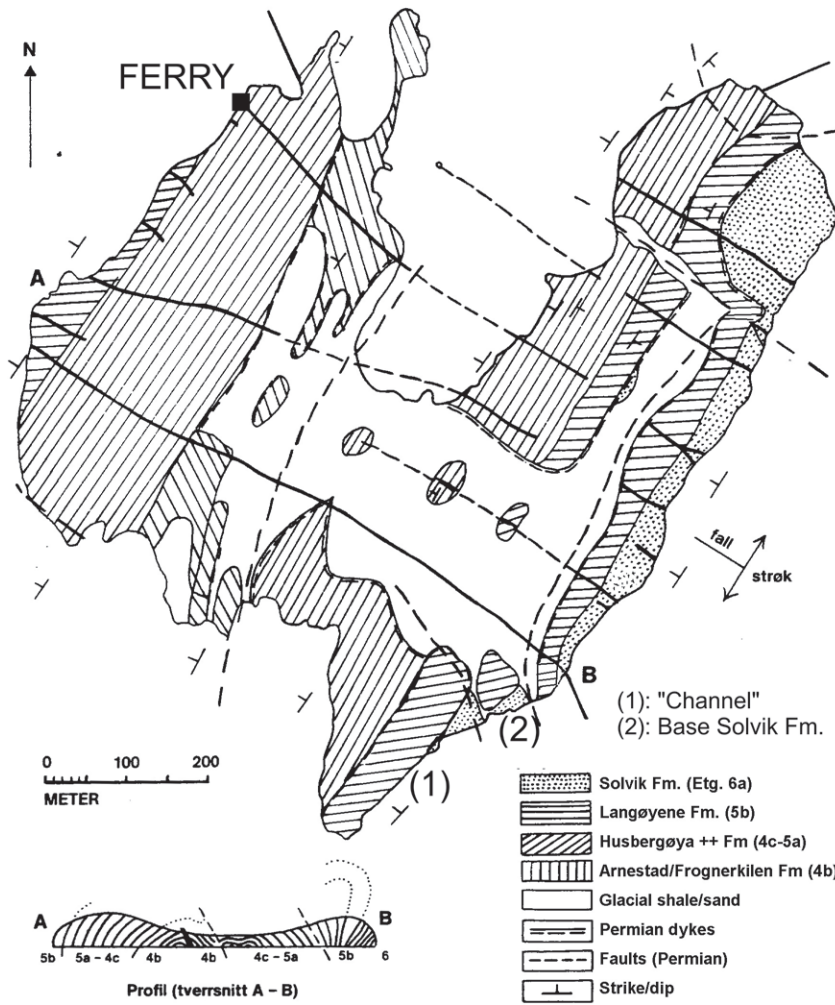 N
FERRY
A
fall
strøk
B
(1): "Channel"
(2): Base Solvik Fm.
(2)
(1)
0 100 200
METER
Solvik Fm. (Etg. 6a)
Langøyene Fm. (5b)
Husbergøya ++ Fm (4c-5a)
Arnestad/Frognerkilen Fm (4b)
Glacial shale/sand
Permian dykes
Faults (Permian)
Strike/dip
A B
5b 5a – 4c 4b 4b 4c – 5a 5b 6
Profil (tverrsnitt A – B)